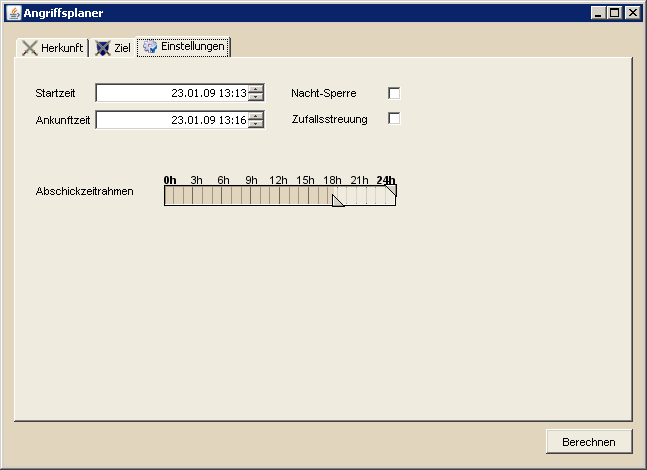 Angriffsplaner
Herkunft Ziel Einstellungen
Startzeit 23.01.09 13:13 Nacht-Sperre
Ankunftzeit 23.01.09 13:16 Zufallsstreuung
0h 3h 6h 9h 12h 15h 18h 21h 24h
Abschickzeitrahmen
Berechnen